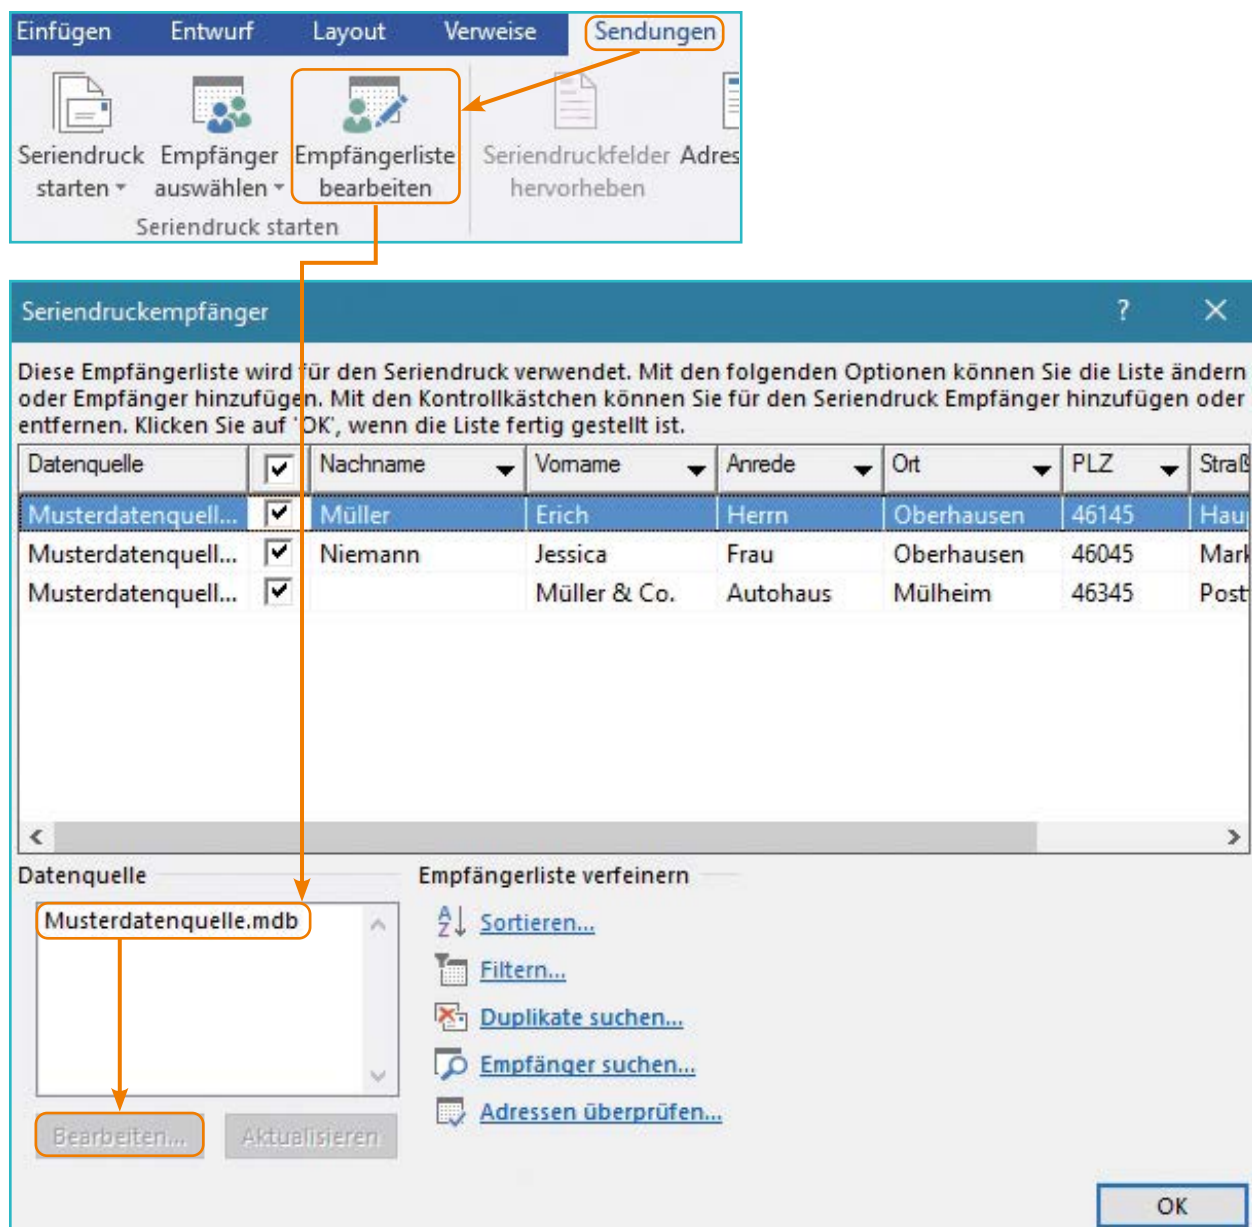 Einfügen Entwurf Layout Verweise Sendungen
Seriendruck starten
Empfänger auswählen
Empfängerliste bearbeiten
Seriendruckfelder hervorheben
Adres
Seriendruck starten
Seriendruckempfänger ? ×
Diese Empfängerliste wird für den Seriendruck verwendet. Mit den folgenden Optionen können Sie die Liste ändern
oder Empfänger hinzufügen. Mit den Kontrollkästchen können Sie für den Seriendruck Empfänger hinzufügen oder
entfernen. Klicken Sie auf 'OK', wenn die Liste fertig gestellt ist.
Datenquelle Nachname Vorname Anrede Ort PLZ Straß
Musterdatenquell... Müller Erich Herrn Oberhausen 46145 Hau
Musterdatenquell... Niemann Jessica Frau Oberhausen 46045 Mark
Musterdatenquell... Müller & Co. Autohaus Mülheim 46345 Post
Datenquelle
Musterdatenquelle.mdb
Bearbeiten... Aktualisieren
Empfängerliste verfeinern
Sortieren...
Filtern...
Duplikate suchen...
Empfänger suchen...
Adressen überprüfen...
OK